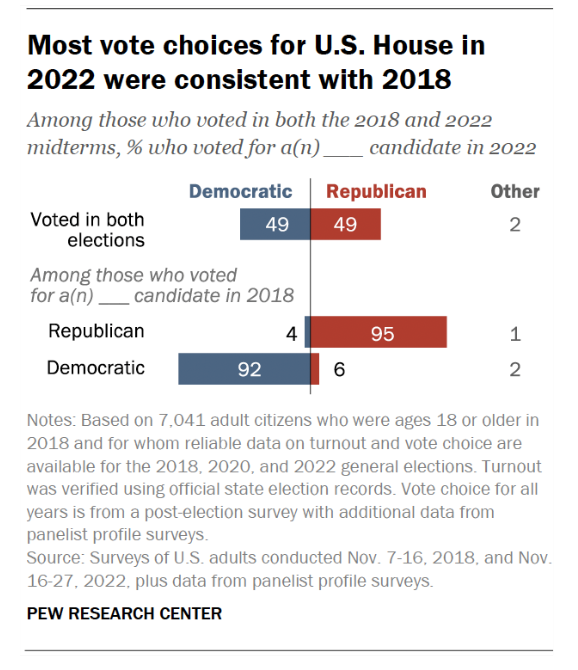 Most vote choices for U.S. House in
2022 were consistent with 2018
Among those who voted in both the 2018 and 2022
midterms, % who voted for a(n) ___ candidate in 2022
Democratic Republican Other
Voted in both
elections
49 49 2
Among those who voted
for a(n) ___ candidate in 2018
Republican 4 95 1
Democratic 92 6 2
Notes: Based on 7,041 adult citizens who were ages 18 or older in
2018 and for whom reliable data on turnout and vote choice are
available for the 2018, 2020, and 2022 general elections. Turnout
was verified using official state election records. Vote choice for all
years is from a post-election survey with additional data from
panelist profile surveys.
Source: Surveys of U.S. adults conducted Nov. 7-16, 2018, and Nov.
16-27, 2022, plus data from panelist profile surveys.
PEW RESEARCH CENTER